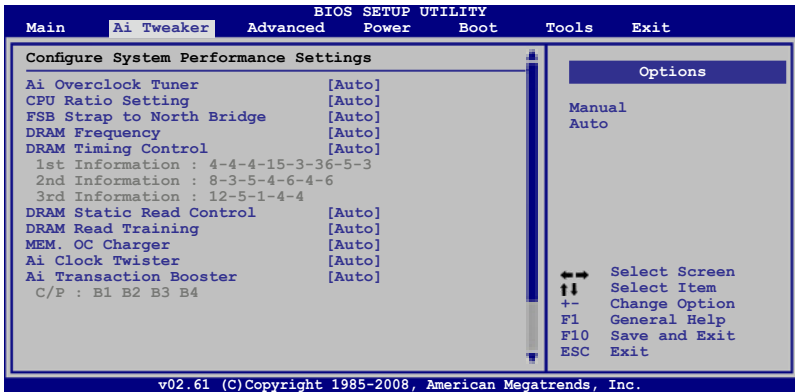 BIOS SETUP UTILITY
Main Ai Tweaker Advanced Power Boot Tools Exit
Configure System Performance Settings
Ai Overclock Tuner [Auto]
CPU Ratio Setting [Auto]
FSB Strap to North Bridge [Auto]
DRAM Frequency [Auto]
DRAM Timing Control [Auto]
1st Information : 4-4-4-15-3-36-5-3
2nd Information : 8-3-5-4-6-4-6
3rd Information : 12-5-1-4-4
DRAM Static Read Control [Auto]
DRAM Read Training [Auto]
MEM. OC Charger [Auto]
Ai Clock Twister [Auto]
Ai Transaction Booster [Auto]
C/P : B1 B2 B3 B4
Options
Manual
Auto
Select Screen
Select Item
+- Change Option
F1 General Help
F10 Save and Exit
ESC Exit
v02.61 (C)Copyright 1985-2008, American Megatrends, Inc.